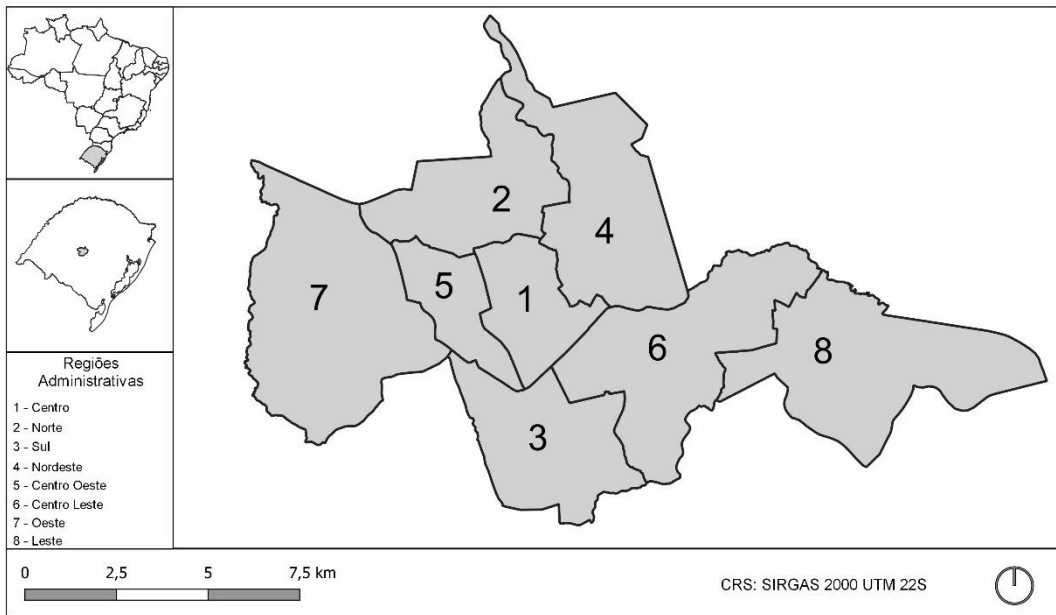 2
4
7
5
1
6
8
3
Regiões
Administrativas
1 - Centro
2 - Norte
3 - Sul
4 - Nordeste
5 - Centro Oeste
6 - Centro Leste
7 - Oeste
8 - Leste
0 2,5 5 7,5 km
CRS: SIRGAS 2000 UTM 22S